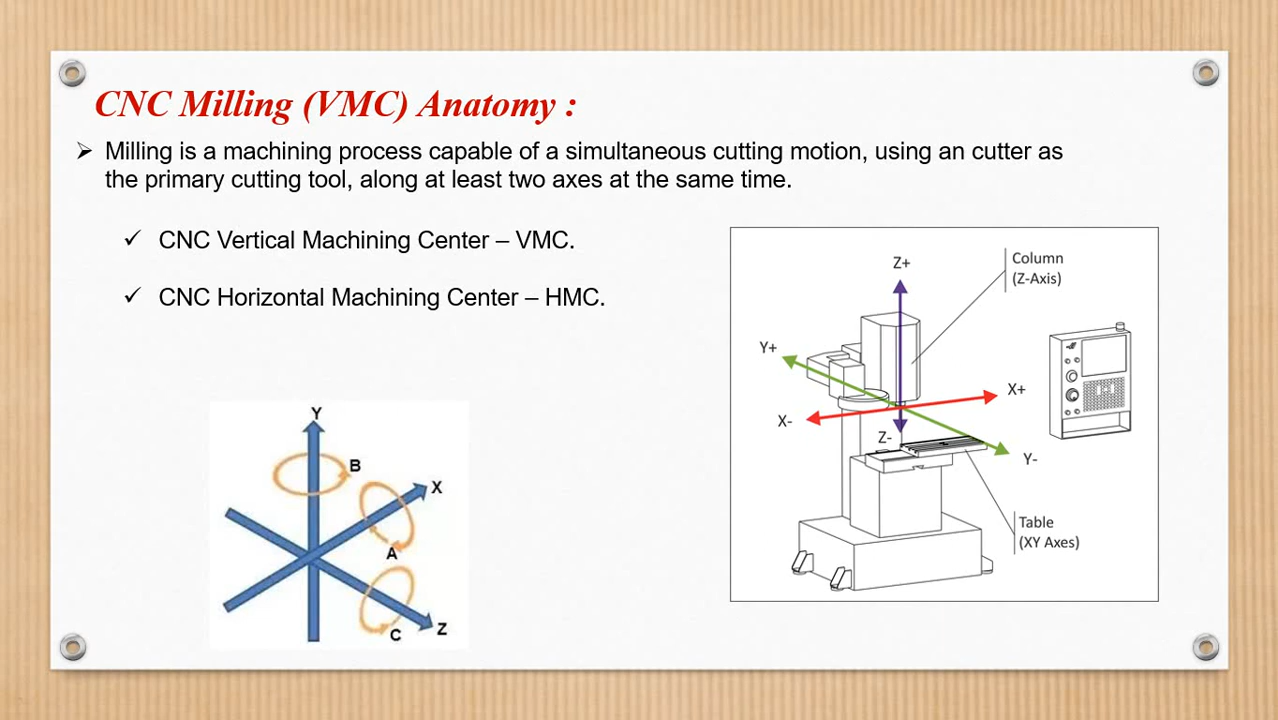 CNC Milling (VMC) Anatomy :
➢ Milling is a machining process capable of a simultaneous cutting motion, using an cutter as
the primary cutting tool, along at least two axes at the same time.
✓ CNC Vertical Machining Center – VMC.
✓ CNC Horizontal Machining Center – HMC.
Y
B
X
A
Z
C
Z+
Column
(Z-Axis)
Y+
X+
X-
Z-
Y-
Table
(XY Axes)